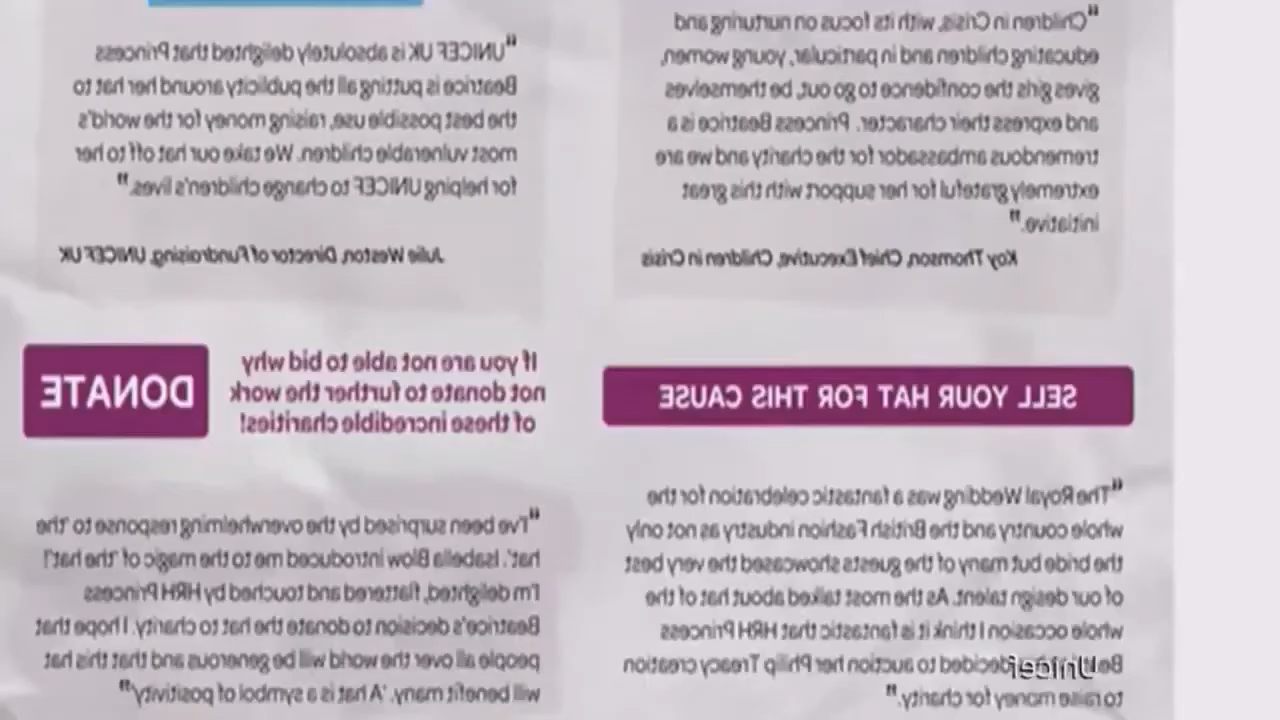 "Children in Crisis, with its focus on nurturing and
educating children and in particular, young women,
gives girls the confidence to go out, be themselves
and express their character. Princess Beatrice is a
tremendous ambassador for the charity and we are
extremely grateful for her support with this great
initiative."
Koy Thomson, Chief Executive, Children in Crisis
SELL YOUR HAT FOR THIS CAUSE
"The Royal Wedding was a fantastic celebration for the
whole country and the British Fashion industry as not only
the bride but many of the guests showcased the very best
of our design talent. As the most talked about hat of the
whole occasion I think it is fantastic that HRH Princess
decided to auction her Philip Treacy creation
to raise money for charity."
"UNICEF UK is absolutely delighted that Princess
Beatrice is putting all the publicity around her hat to
the best possible use, raising money for the world's
most vulnerable children. We take our hat off to her
for helping UNICEF to change children's lives."
Julie Weston, Director of Fundraising, UNICEF UK
If you are not able to bid why
not donate to further the work
of these incredible charities!
DONATE
"I've been surprised by the overwhelming response to 'the
hat'. Isabella Blow introduced me to the magic of 'the hat'!
I'm delighted, flattered and touched by HRH Princess
Beatrice's decision to donate the hat to charity. I hope that
people all over the world will be generous and that this hat
will benefit many. 'A hat is a symbol of positivity'"